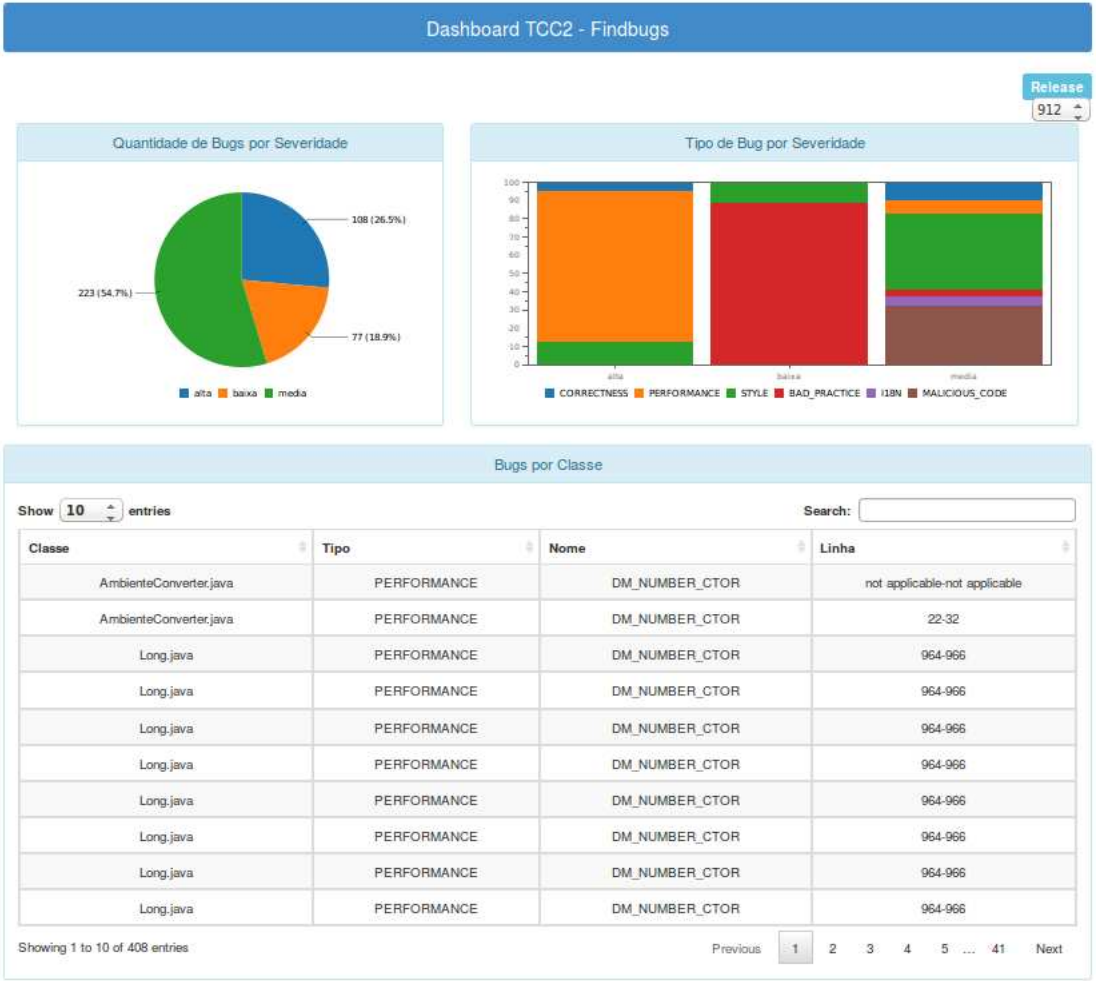 Dashboard TCC2 - Findbugs
Release
912
Quantidade de Bugs por Severidade
108 (26.5%)
223 (54.7%)
77 (18.9%)
alta baixa media
Tipo de Bug por Severidade
100
90
80
70
60
50
40
30
20
10
0
alta baixa media
CORRECTNESS PERFORMANCE STYLE BAD_PRACTICE I18N MALICIOUS_CODE
Bugs por Classe
Show 10 entries Search:
Classe Tipo Nome Linha
AmbienteConverter.java PERFORMANCE DM_NUMBER_CTOR not applicable-not applicable
AmbienteConverter.java PERFORMANCE DM_NUMBER_CTOR 22-32
Long.java PERFORMANCE DM_NUMBER_CTOR 964-966
Long.java PERFORMANCE DM_NUMBER_CTOR 964-966
Long.java PERFORMANCE DM_NUMBER_CTOR 964-966
Long.java PERFORMANCE DM_NUMBER_CTOR 964-966
Long.java PERFORMANCE DM_NUMBER_CTOR 964-966
Long.java PERFORMANCE DM_NUMBER_CTOR 964-966
Long.java PERFORMANCE DM_NUMBER_CTOR 964-966
Long.java PERFORMANCE DM_NUMBER_CTOR 964-966
Showing 1 to 10 of 408 entries Previous 1 2 3 4 5 ... 41 Next